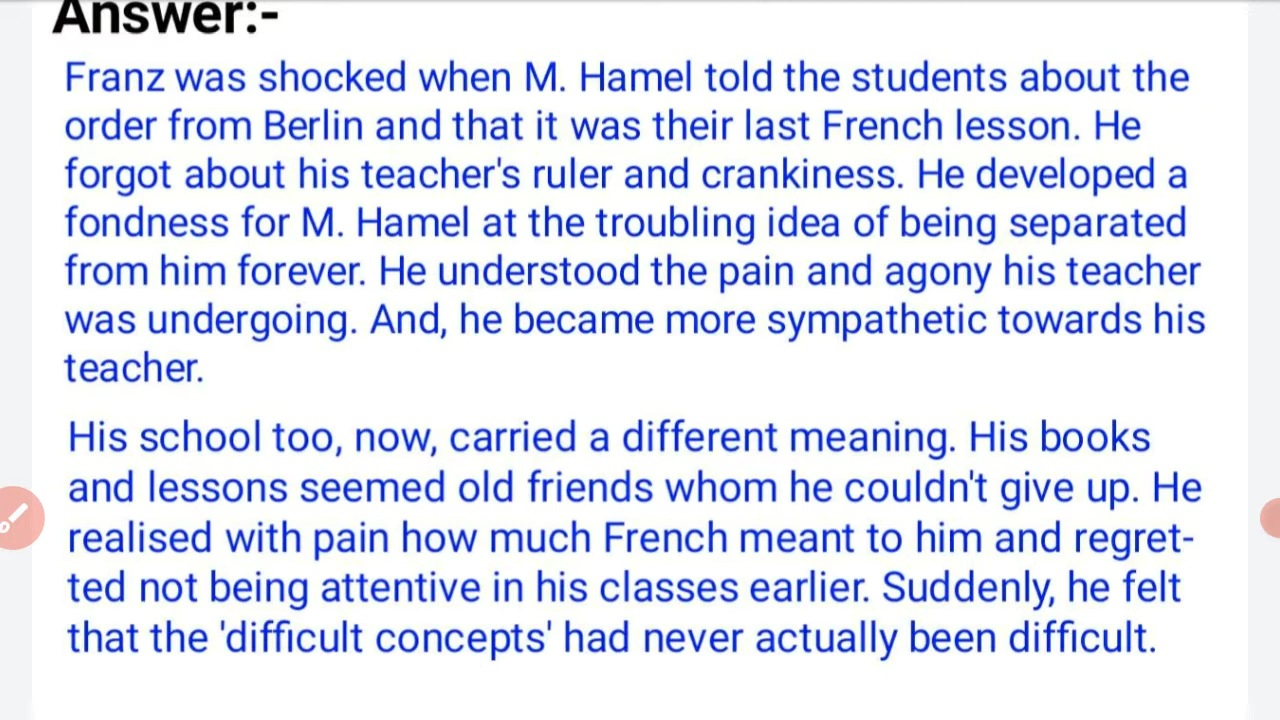 Answer:-
Franz was shocked when M. Hamel told the students about the
order from Berlin and that it was their last French lesson. He
forgot about his teacher's ruler and crankiness. He developed a
fondness for M. Hamel at the troubling idea of being separated
from him forever. He understood the pain and agony his teacher
was undergoing. And, he became more sympathetic towards his
teacher.
His school too, now, carried a different meaning. His books
and lessons seemed old friends whom he couldn't give up. He
realised with pain how much French meant to him and regret-
ted not being attentive in his classes earlier. Suddenly, he felt
that the 'difficult concepts' had never actually been difficult.